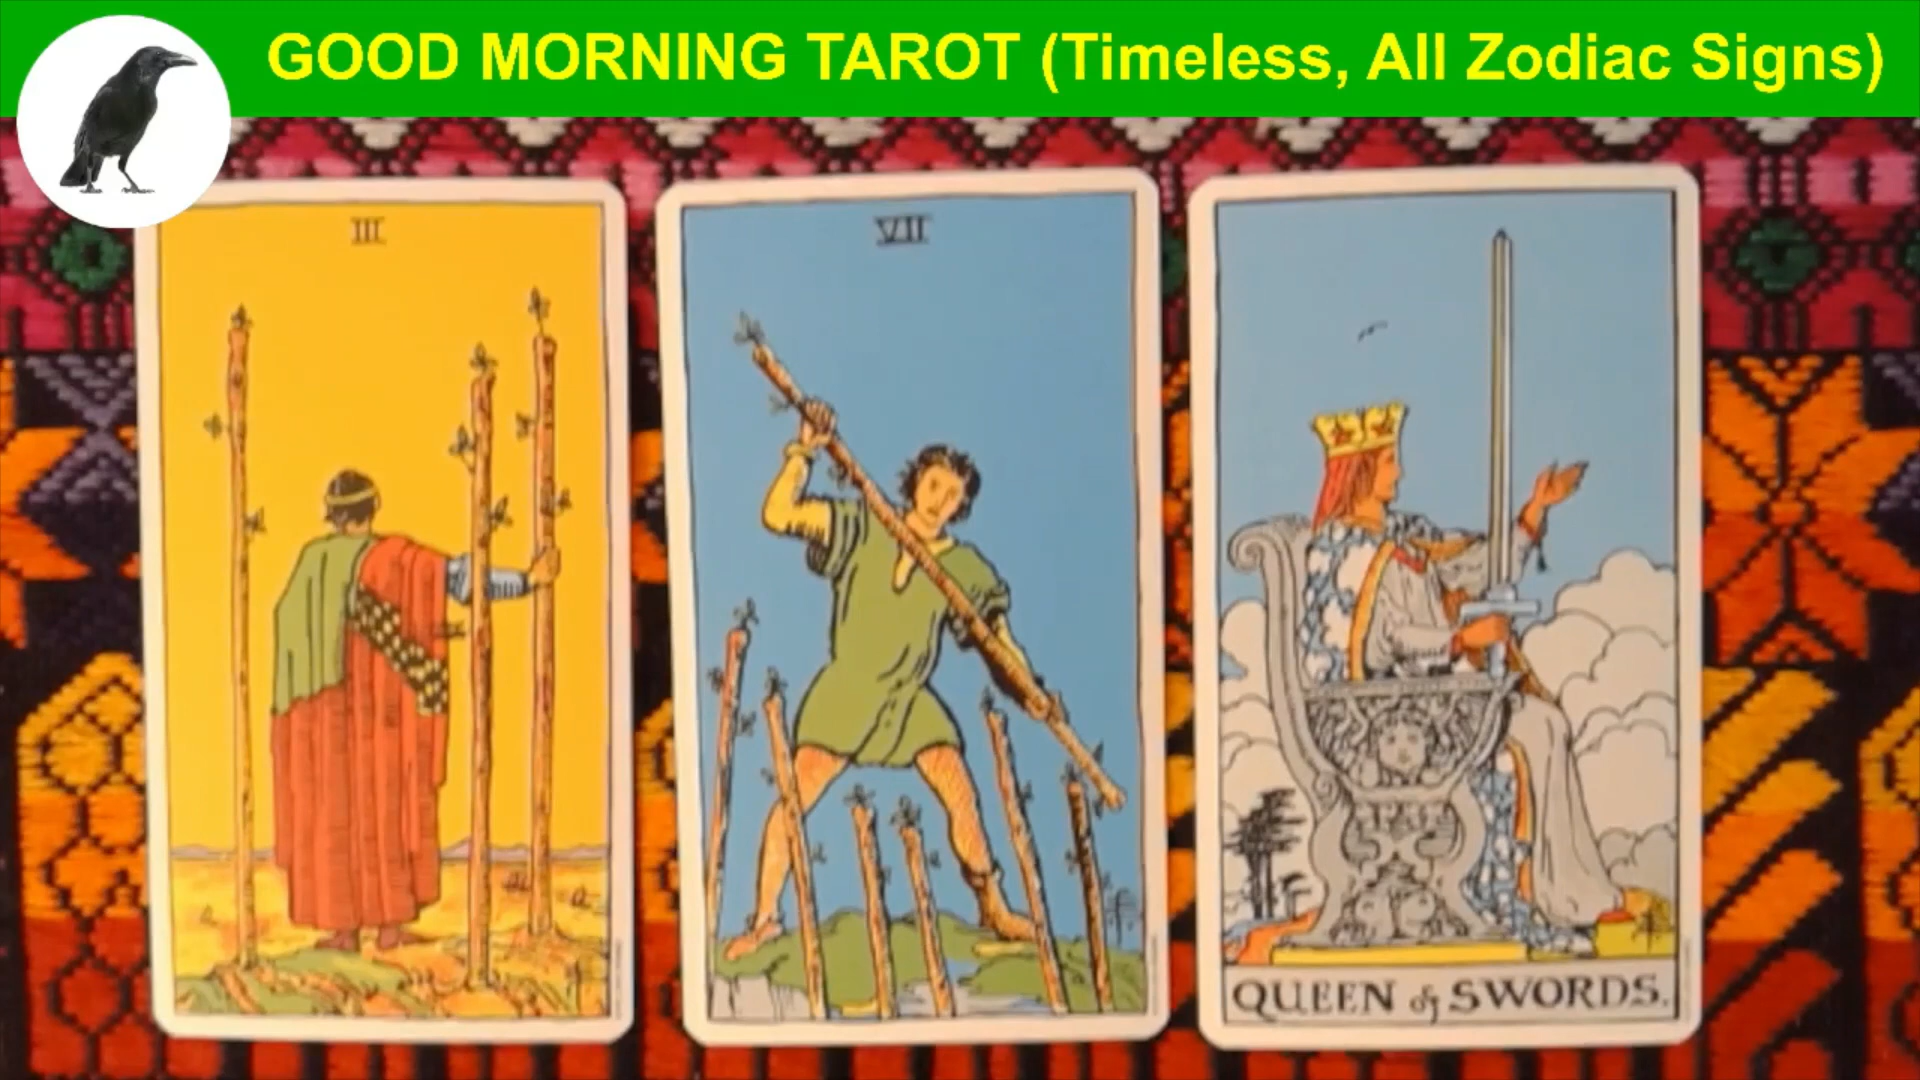 GOOD MORNING TAROT (Timeless, All Zodiac Signs)
III
VII
QUEEN of SWORDS.